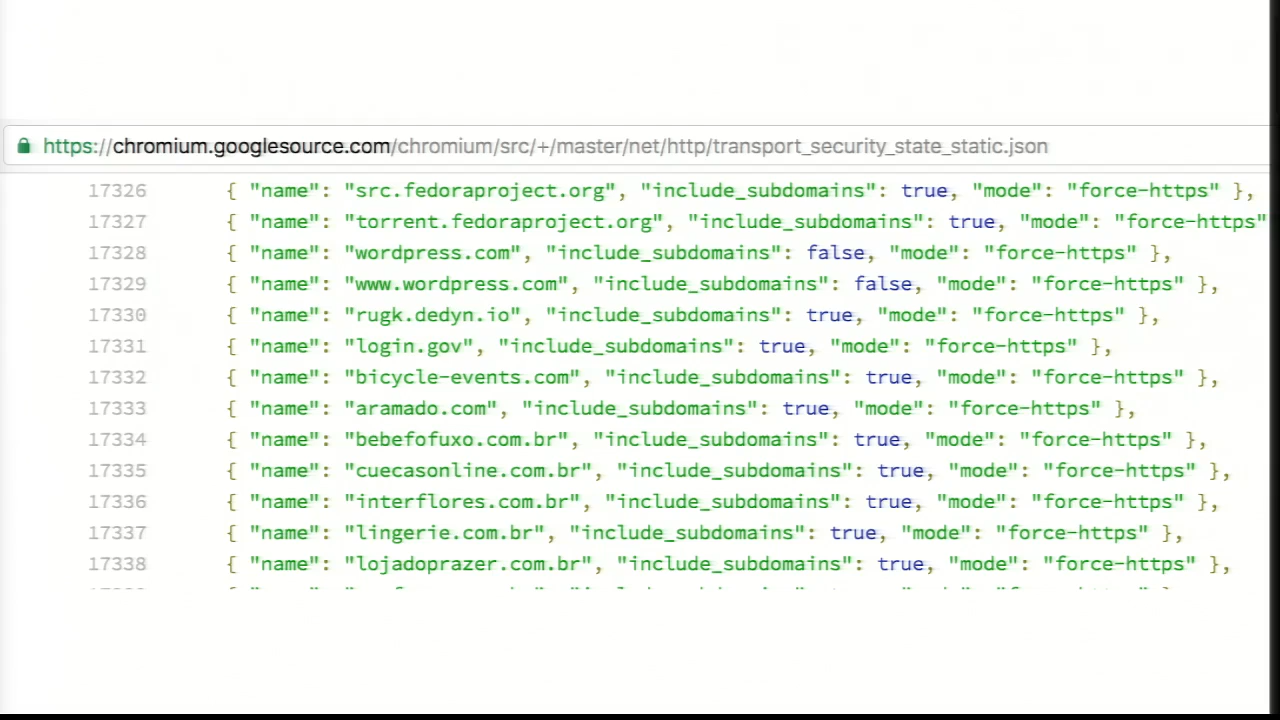 https://chromium.googlesource.com/chromium/src/+/master/net/http/transport_security_state_static.json
17326 { "name": "src.fedoraproject.org", "include_subdomains": true, "mode": "force-https" },
17327 { "name": "torrent.fedoraproject.org", "include_subdomains": true, "mode": "force-https"
17328 { "name": "wordpress.com", "include_subdomains": false, "mode": "force-https" },
17329 { "name": "www.wordpress.com", "include_subdomains": false, "mode": "force-https" },
17330 { "name": "rugk.dedyn.io", "include_subdomains": true, "mode": "force-https" },
17331 { "name": "login.gov", "include_subdomains": true, "mode": "force-https" },
17332 { "name": "bicycle-events.com", "include_subdomains": true, "mode": "force-https" },
17333 { "name": "aramado.com", "include_subdomains": true, "mode": "force-https" },
17334 { "name": "bebefofuxo.com.br", "include_subdomains": true, "mode": "force-https" },
17335 { "name": "cuecasonline.com.br", "include_subdomains": true, "mode": "force-https" },
17336 { "name": "interflores.com.br", "include_subdomains": true, "mode": "force-https" },
17337 { "name": "lingerie.com.br", "include_subdomains": true, "mode": "force-https" },
17338 { "name": "lojadoprazer.com.br", "include_subdomains": true, "mode": "force-https" },